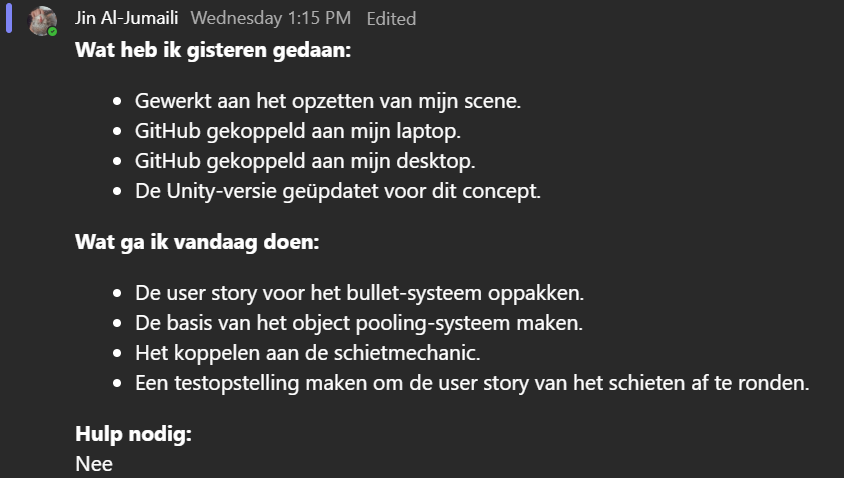 Jin Al-Jumaili Wednesday 1:15 PM Edited
Wat heb ik gisteren gedaan:
• Gewerkt aan het opzetten van mijn scene.
• GitHub gekoppeld aan mijn laptop.
• GitHub gekoppeld aan mijn desktop.
• De Unity-versie geüpdatet voor dit concept.
Wat ga ik vandaag doen:
• De user story voor het bullet-systeem oppakken.
• De basis van het object pooling-systeem maken.
• Het koppelen aan de schietmechanic.
• Een testopstelling maken om de user story van het schieten af te ronden.
Hulp nodig:
Nee